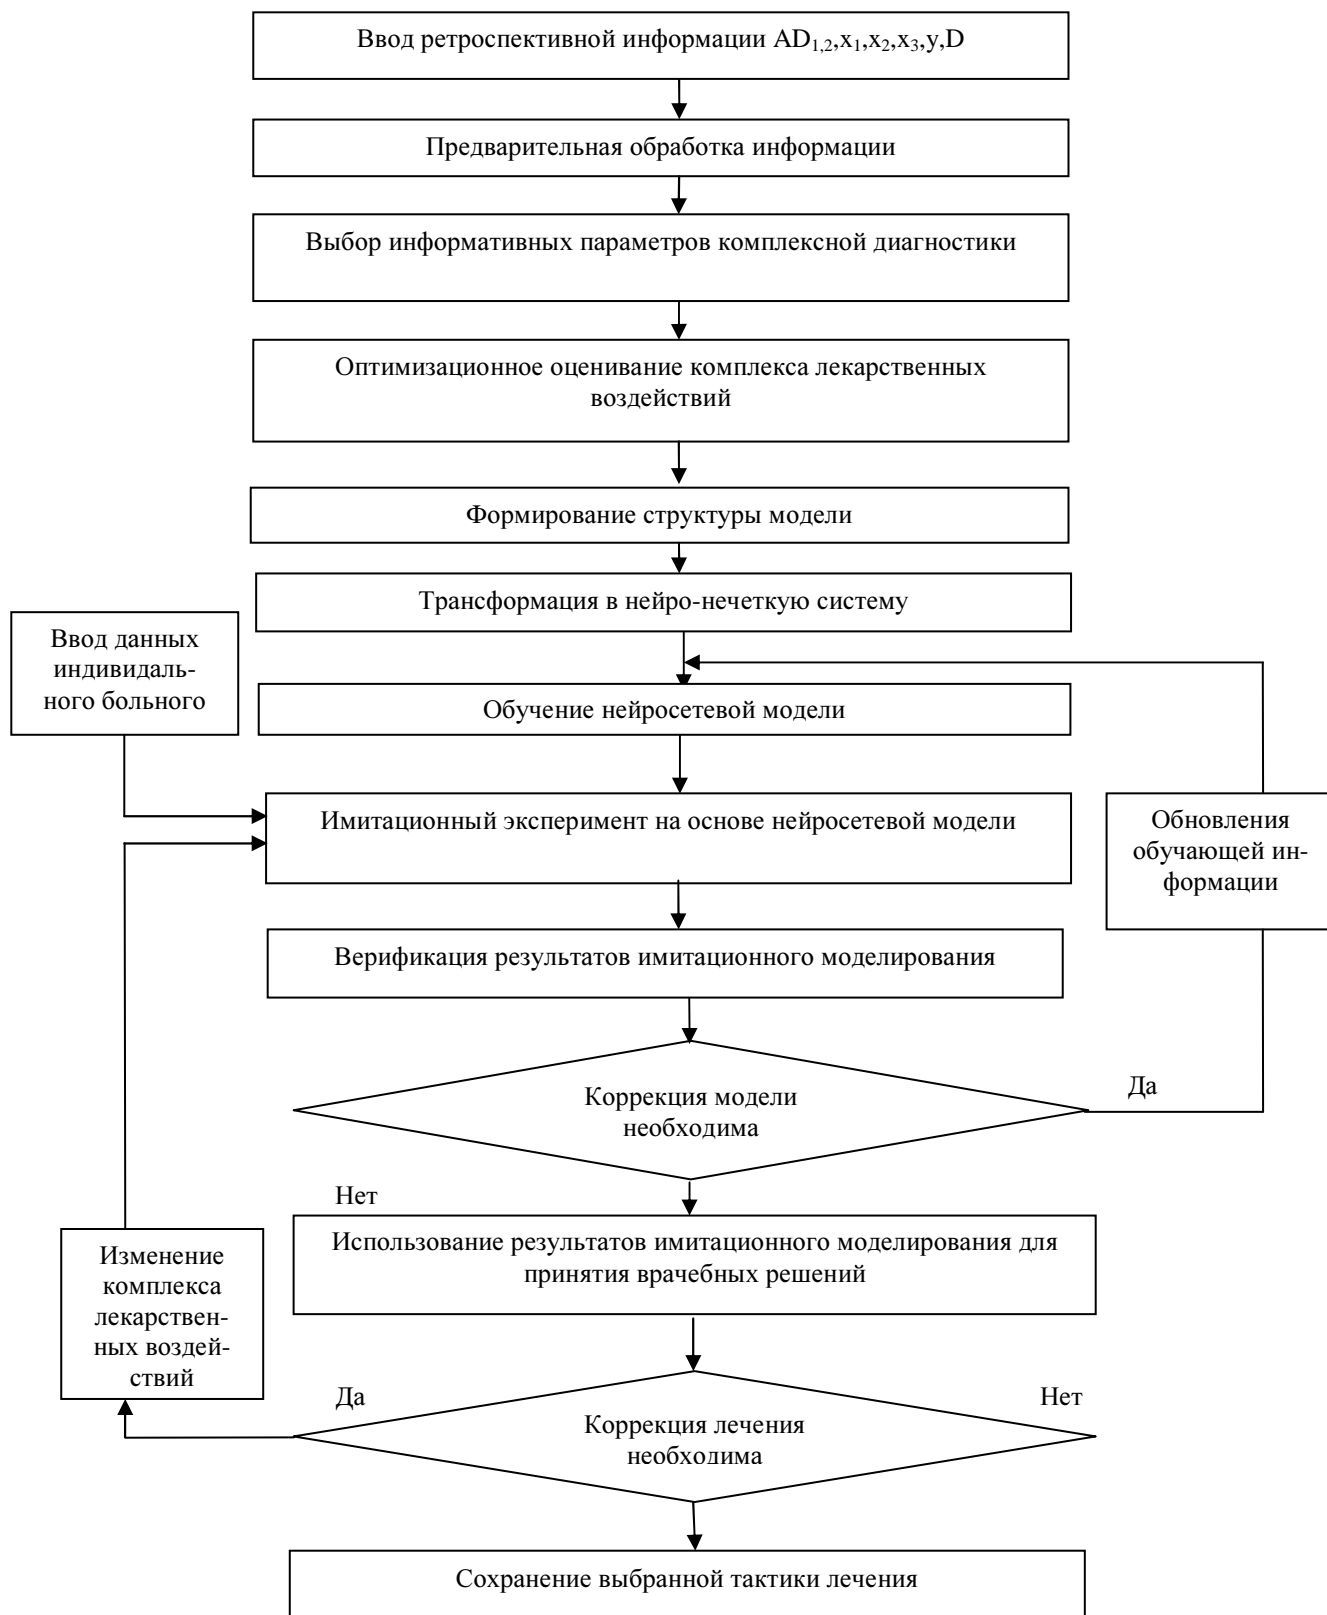 Ввод ретроспективной информации AD1,2,x1,x2,x3,y,D
Предварительная обработка информации
Выбор информативных параметров комплексной диагностики
Оптимизационное оценивание комплекса лекарственных
воздействий
Формирование структуры модели
Трансформация в нейро-нечеткую систему
Ввод данных
индивидаль-
ного больного
Обучение нейросетевой модели
Имитационный эксперимент на основе нейросетевой модели
Обновления
обучающей ин-
формации
Верификация результатов имитационного моделирования
Коррекция модели
необходима
Да
Нет
Использование результатов имитационного моделирования для
принятия врачебных решений
Изменение
комплекса
лекарствен-
ных воздей-
ствий
Да
Нет
Коррекция лечения
необходима
Сохранение выбранной тактики лечения